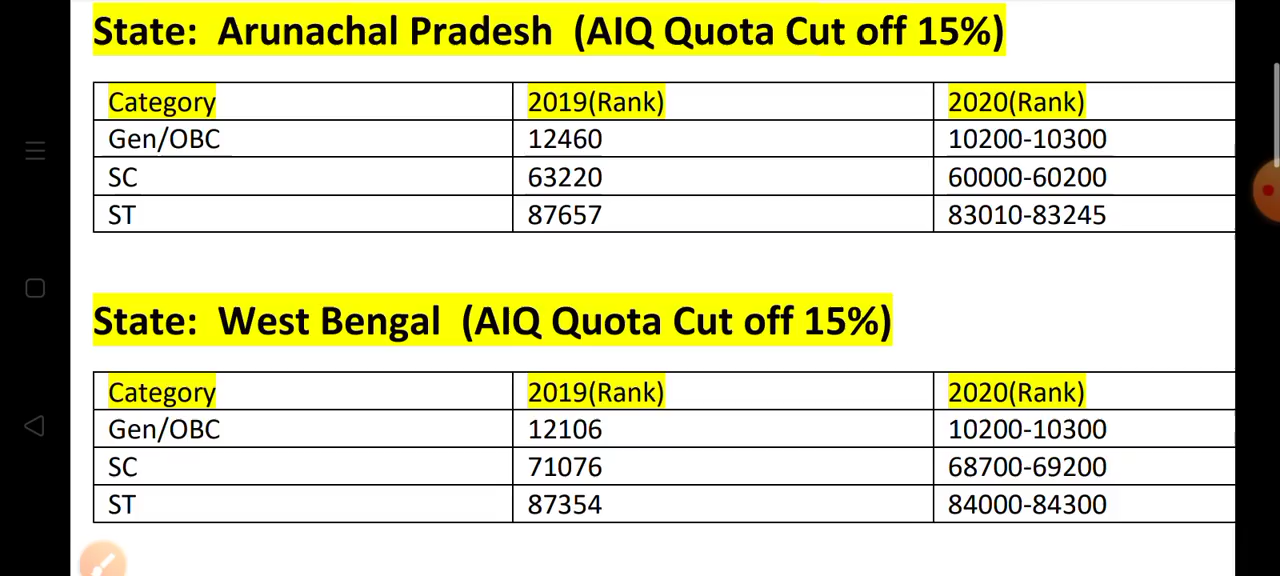 State:  Arunachal Pradesh  (AIQ Quota Cut off 15%)
Category 2019(Rank) 2020(Rank)
Gen/OBC 12460 10200-10300
SC 63220 60000-60200
ST 87657 83010-83245
State:  West Bengal  (AIQ Quota Cut off 15%)
Category 2019(Rank) 2020(Rank)
Gen/OBC 12106 10200-10300
SC 71076 68700-69200
ST 87354 84000-84300